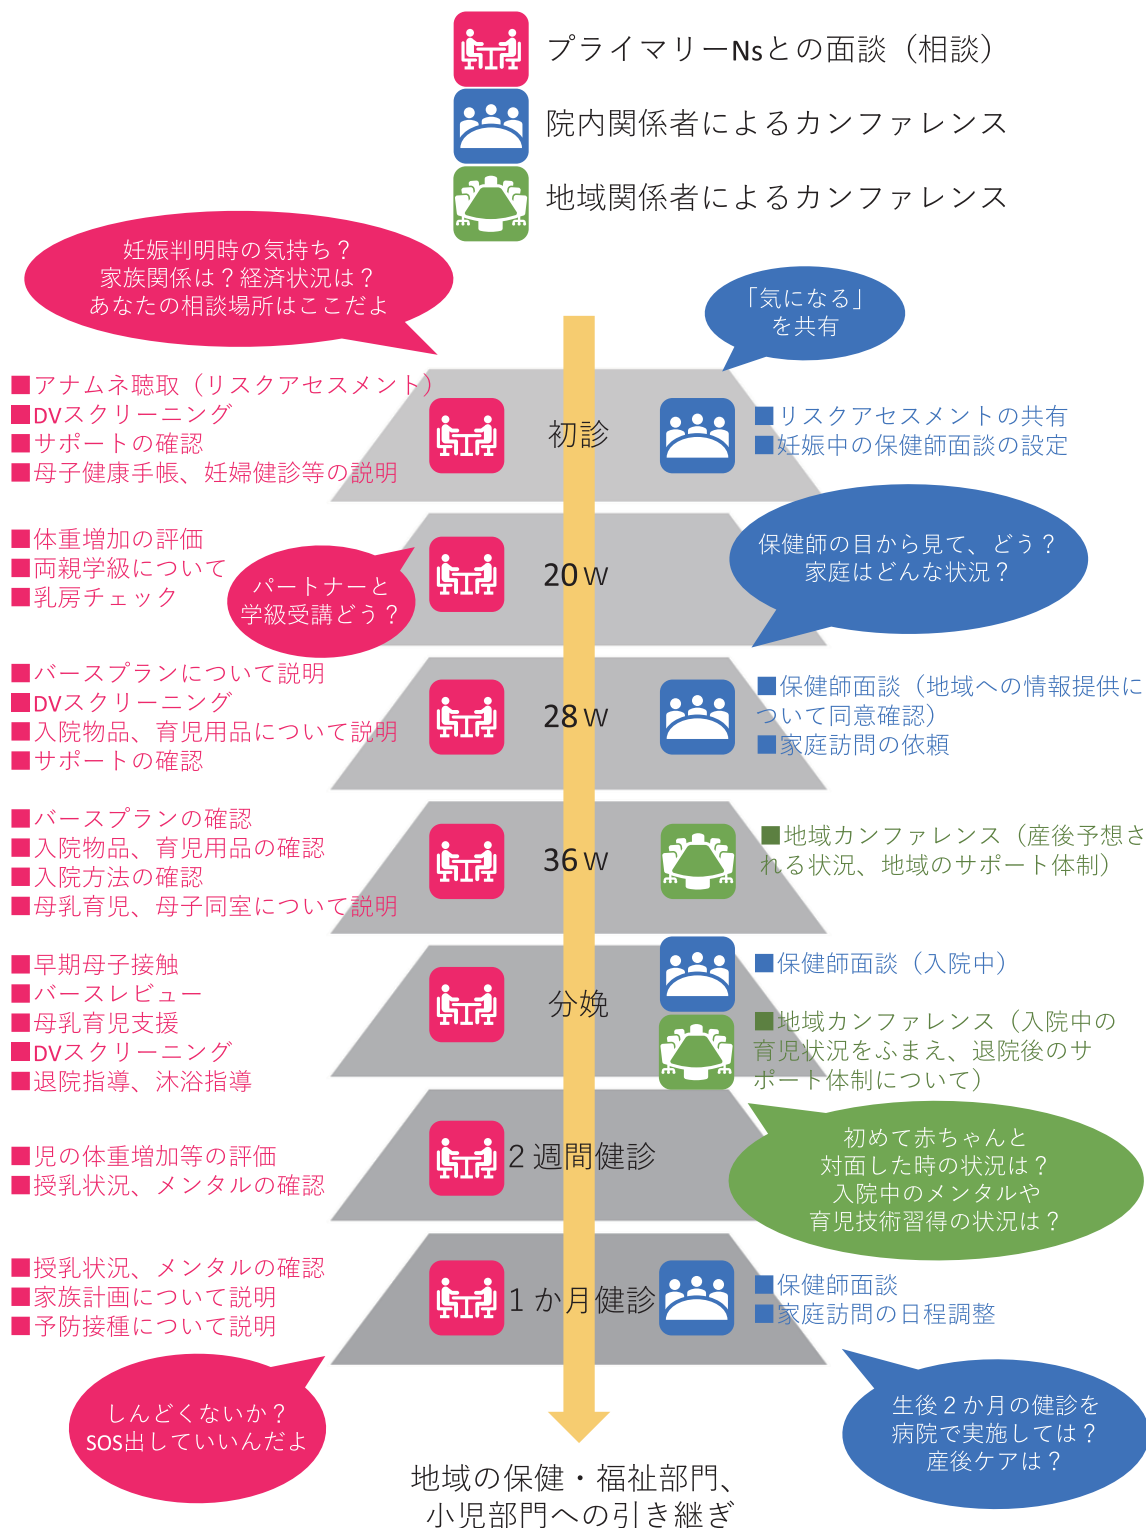 プライマリーNsとの面談（相談）
院内関係者によるカンファレンス
地域関係者によるカンファレンス
妊娠判明時の気持ち？
家族関係は？経済状況は？
あなたの相談場所はここだよ
「気になる」
を共有
■アナムネ聴取（リスクアセスメント）
■DVスクリーニング
■サポートの確認
■母子健康手帳、妊婦健診等の説明
初診
■リスクアセスメントの共有
■妊娠中の保健師面談の設定
■体重増加の評価
■両親学級について
■乳房チェック
パートナーと
学級受講どう？
20w
保健師の目から見て、どう？
家庭はどんな状況？
■バースプランについて説明
■DVスクリーニング
■入院物品、育児用品について説明
■サポートの確認
28w
■保健師面談（地域への情報提供に
ついて同意確認）
■家庭訪問の依頼
■バースプランの確認
■入院物品、育児用品の確認
■入院方法の確認
■母乳育児、母子同室について説明
36w
■地域カンファレンス（産後予想さ
れる状況、地域のサポート体制）
■早期母子接触
■バースレビュー
■母乳育児支援
■DVスクリーニング
■退院指導、沐浴指導
分娩
■保健師面談（入院中）
■地域カンファレンス（入院中の
育児状況をふまえ、退院後のサ
ポート体制について）
■児の体重増加等の評価
■授乳状況、メンタルの確認
２週間健診
初めて赤ちゃんと
対面した時の状況は？
入院中のメンタルや
育児技術習得の状況は？
■授乳状況、メンタルの確認
■家族計画について説明
■予防接種について説明
１か月健診
■保健師面談
■家庭訪問の日程調整
しんどくないか？
SOS出していいんだよ
生後２か月の健診を
病院で実施しては？
産後ケアは？
地域の保健・福祉部門、
小児部門への引き継ぎ